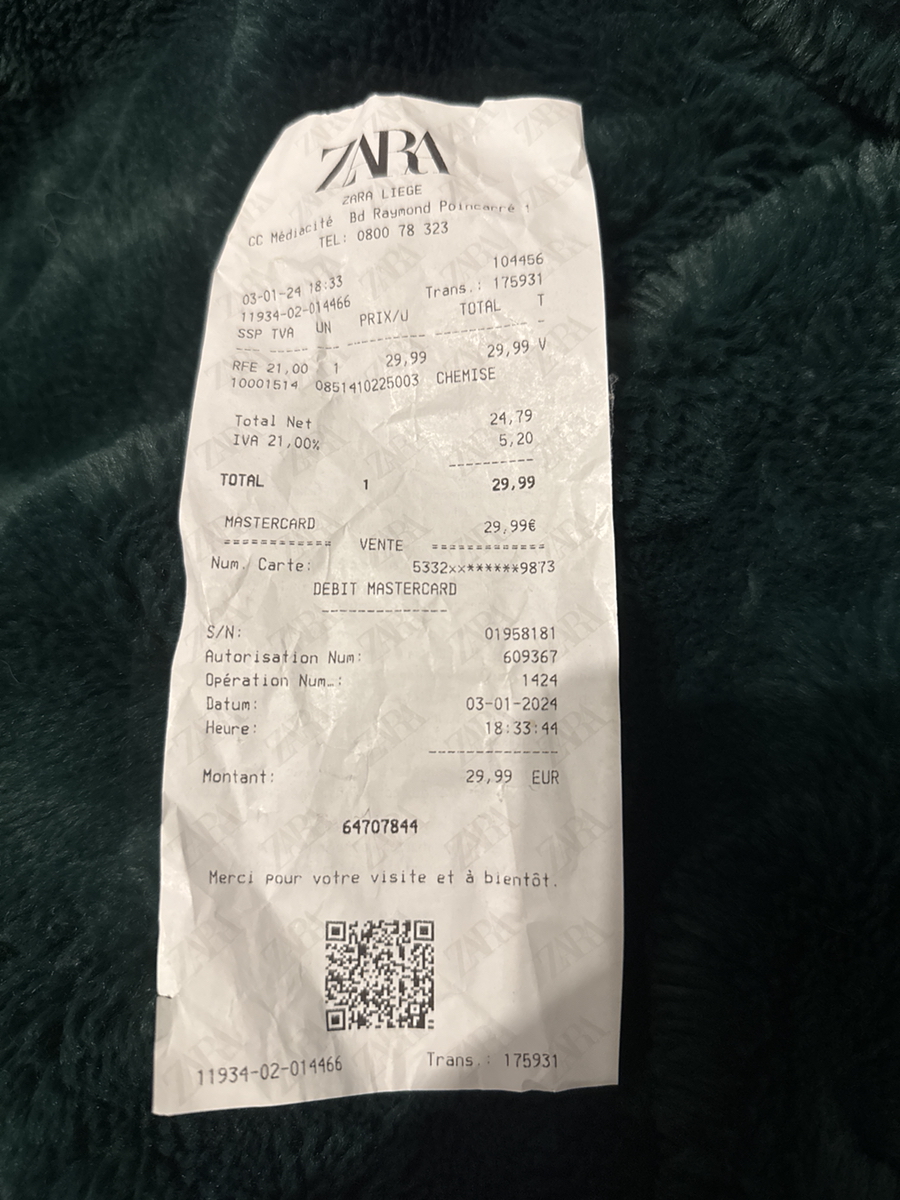 ZARA
ZARA LIEGE
CC Médiacité Bd Raymond Poincarré 1
TEL: 0800 78 323
104456
03-01-24 18:33 Trans.: 175931
11934-02-014466
SSP TVA UN PRIX/U TOTAL T
RFE 21,00 1 29,99 29,99 V
10001514 0851410225003 CHEMISE
Total Net 24,79
IVA 21,00% 5,20
TOTAL 1 29,99
MASTERCARD 29,99€
============ VENTE =============
Num. Carte: 5332xx******9873
DEBIT MASTERCARD
S/N: 01958181
Autorisation Num: 609367
Opération Num…: 1424
Datum: 03-01-2024
Heure: 18:33:44
Montant: 29,99 EUR
64707844
Merci pour votre visite et à bientôt.
11934-02-014466 Trans.: 175931